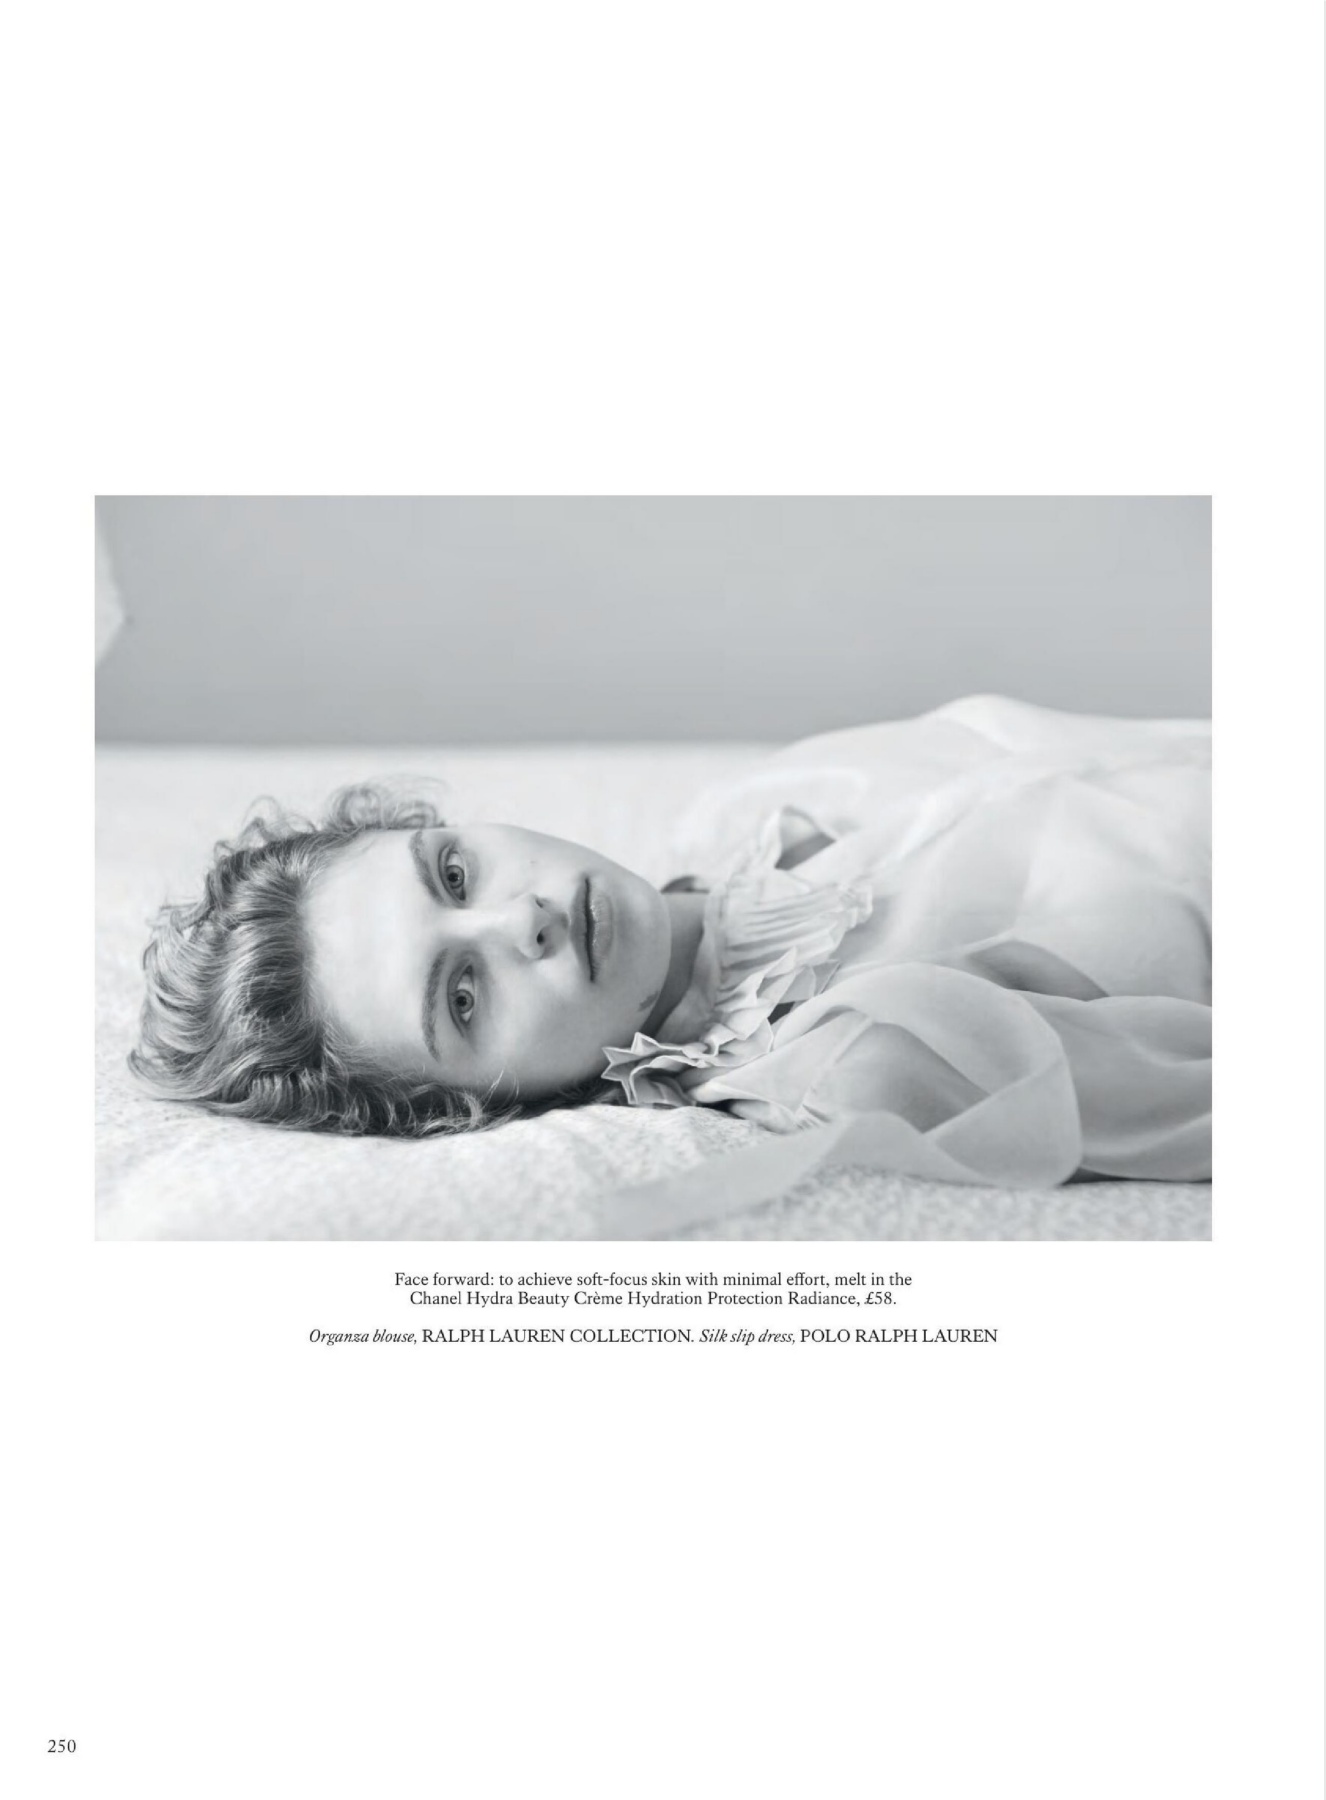 Face forward: to achieve soft-focus skin with minimal effort, melt in the
Chanel Hydra Beauty Crème Hydration Protection Radiance, £58.
Organza blouse, RALPH LAUREN COLLECTION. Silk slip dress, POLO RALPH LAUREN
250